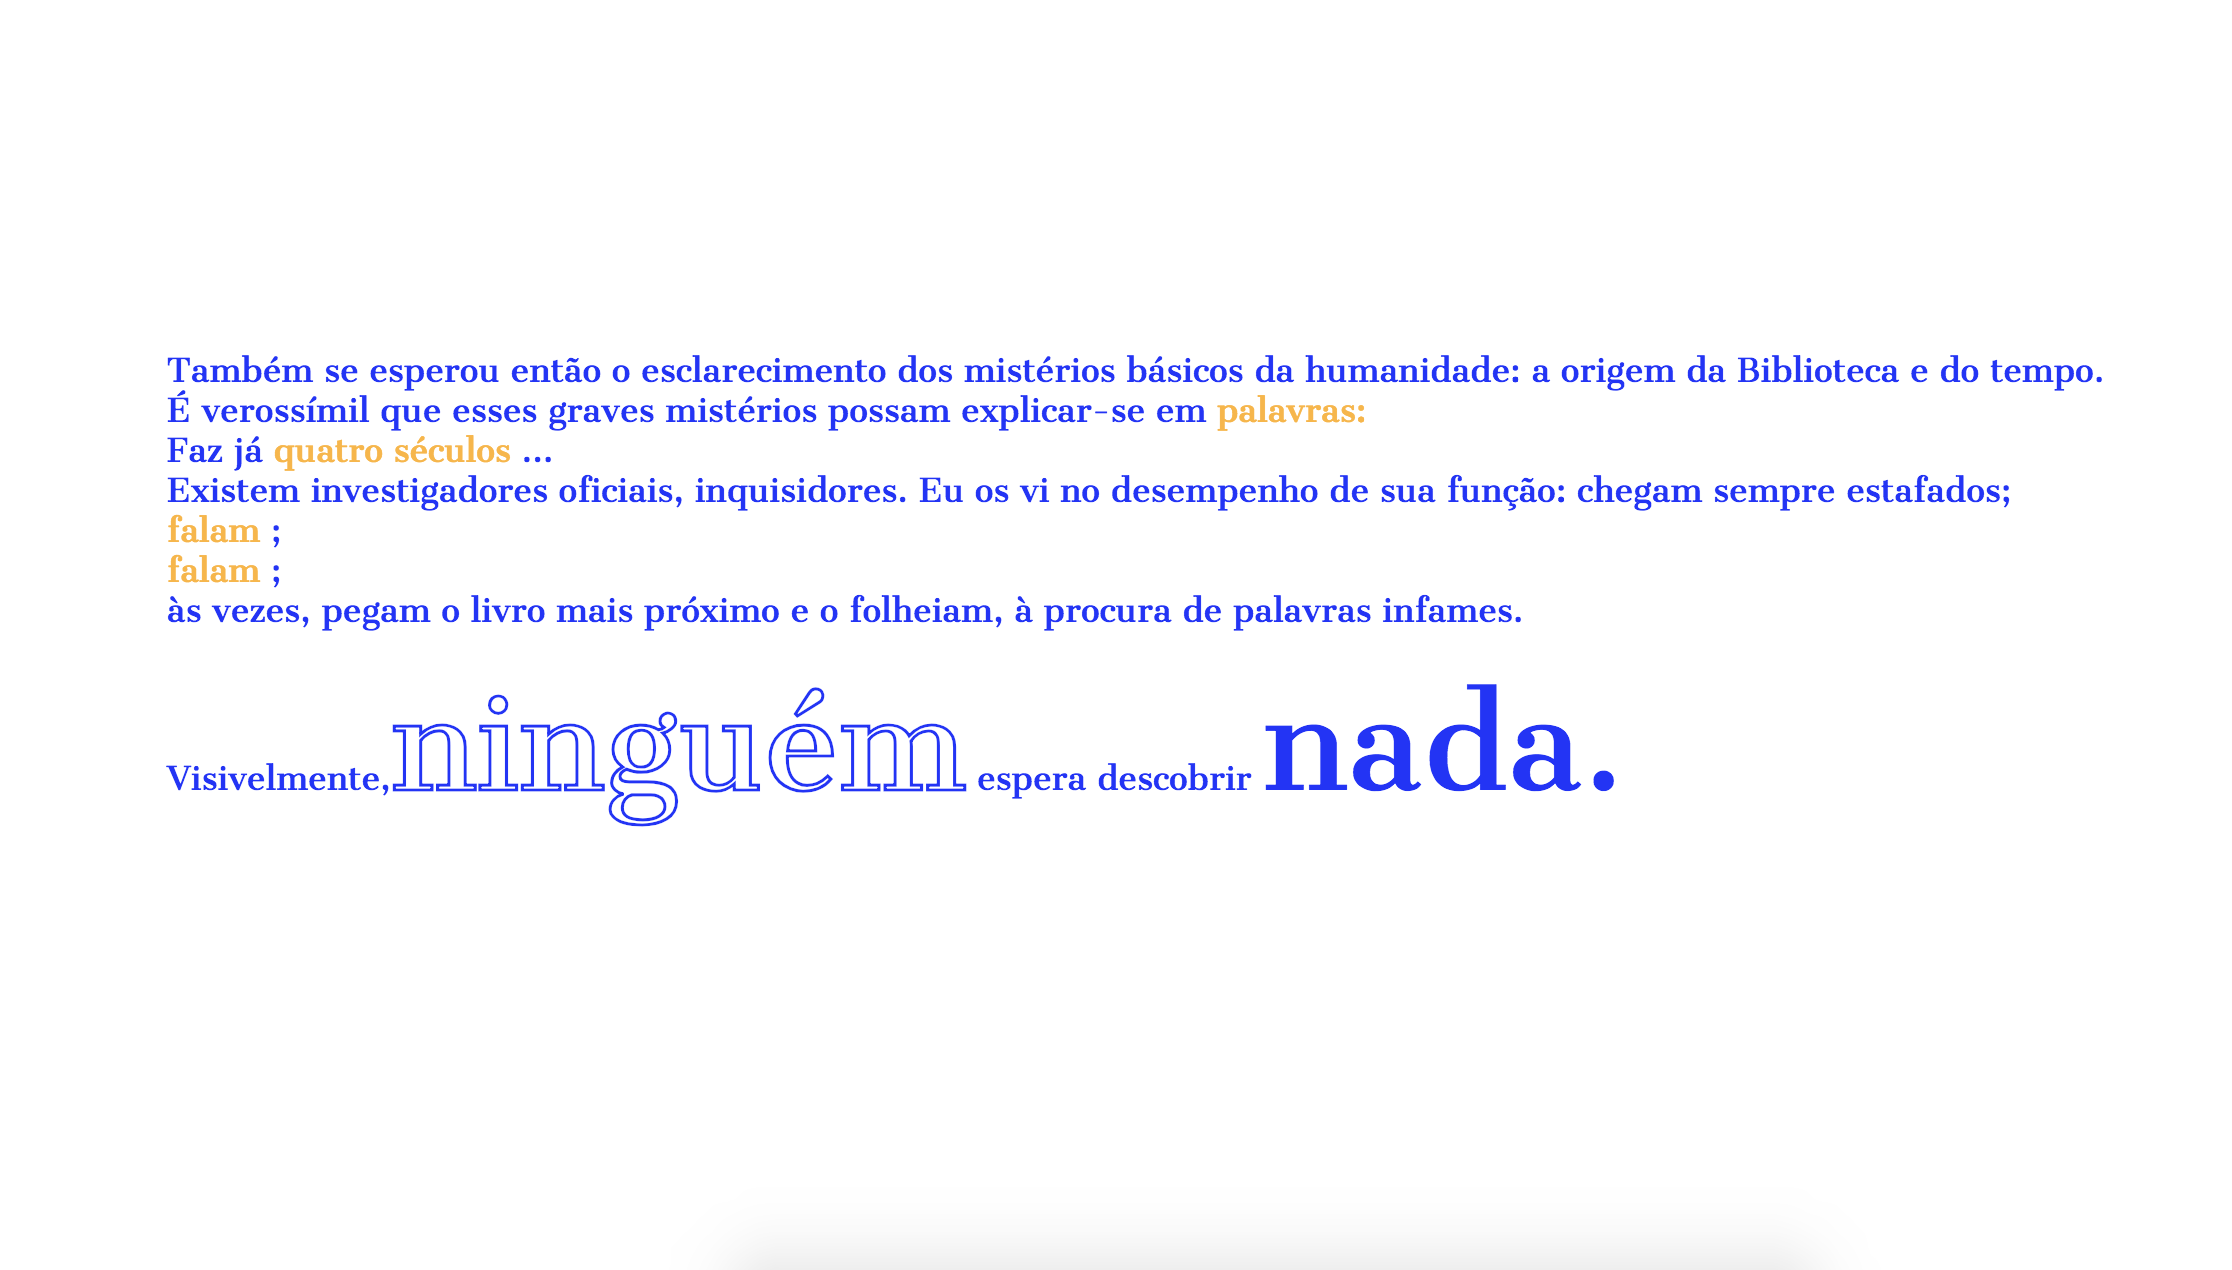 Também se esperou então o esclarecimento dos mistérios básicos da humanidade: a origem da Biblioteca e do tempo.
É verossímil que esses graves mistérios possam explicar-se em palavras:
Faz já quatro séculos ...
Existem investigadores oficiais, inquisidores. Eu os vi no desempenho de sua função: chegam sempre estafados;
falam ;
falam ;
às vezes, pegam o livro mais próximo e o folheiam, à procura de palavras infames.
Visivelmente,ninguém espera descobrir nada.